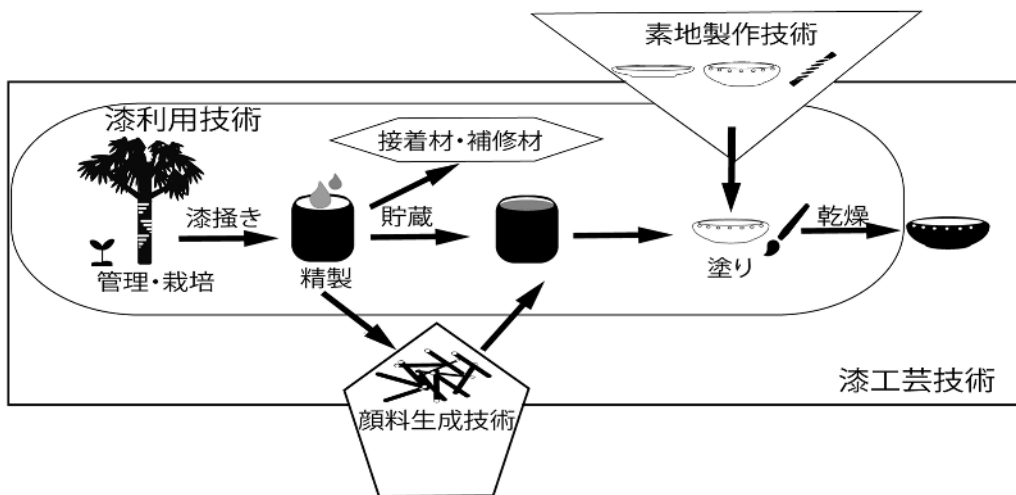 素地製作技術
漆利用技術
接着材・補修材
漆掻き
貯蔵
乾燥
管理・栽培
精製
塗り
漆工芸技術
顔料生成技術